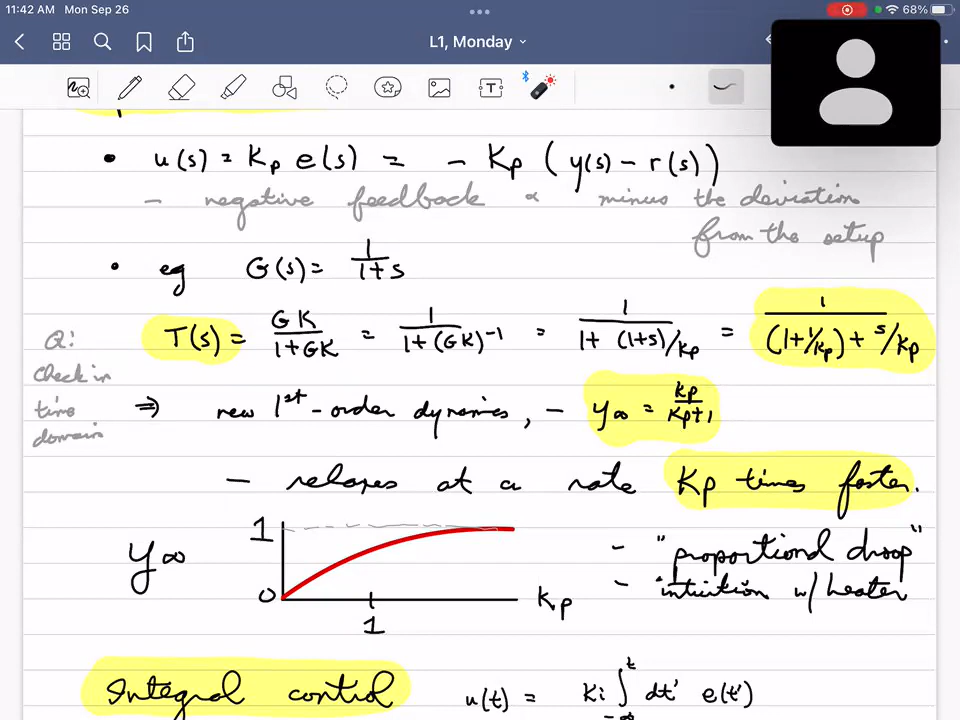 11:42 AM Mon Sep 26
68%
L1, Monday
• u(s) = Kp e(s) = - Kp (y(s) - r(s))
- negative feedback ∝ minus the deviation
from the setup
• eg G(s) = 1/(1+s)
Q: check in time domain
T(s) = GK/(1+GK) = 1/(1+(GK)^-1) = 1/(1+(1+s)/Kp) = 1/((1+1/Kp)+s/Kp)
⇒ new 1st-order dynamics, - y∞ = Kp/(Kp+1)
- relaxes at a rate Kp times faster.
y∞
1
0
1
Kp
- "proportional droop"
- intuition w/ heater
Integral control u(t) = Ki ∫_{-∞}^{t} dt' e(t')